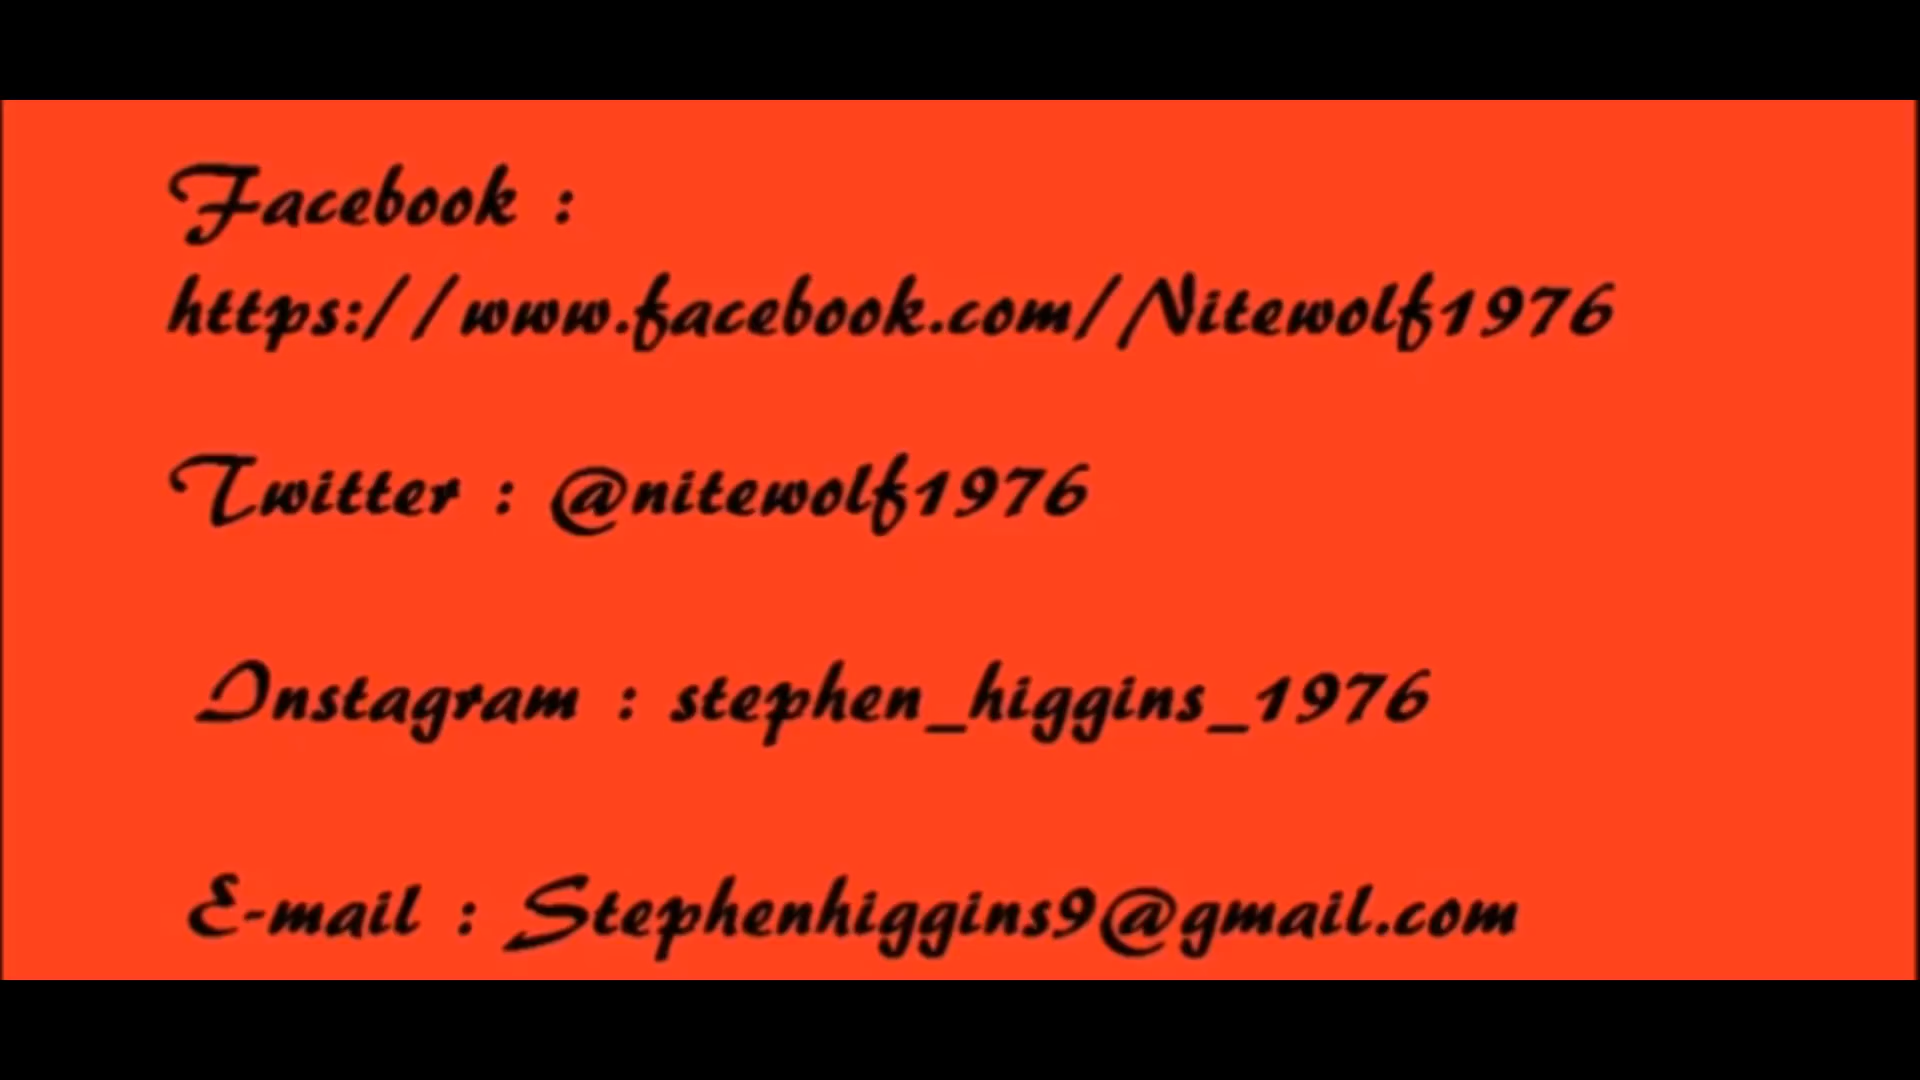 Facebook :
https://www.facebook.com/Nitewolf1976
Twitter : @nitewolf1976
Instagram : stephen_higgins_1976
E-mail : Stephenhiggins9@gmail.com